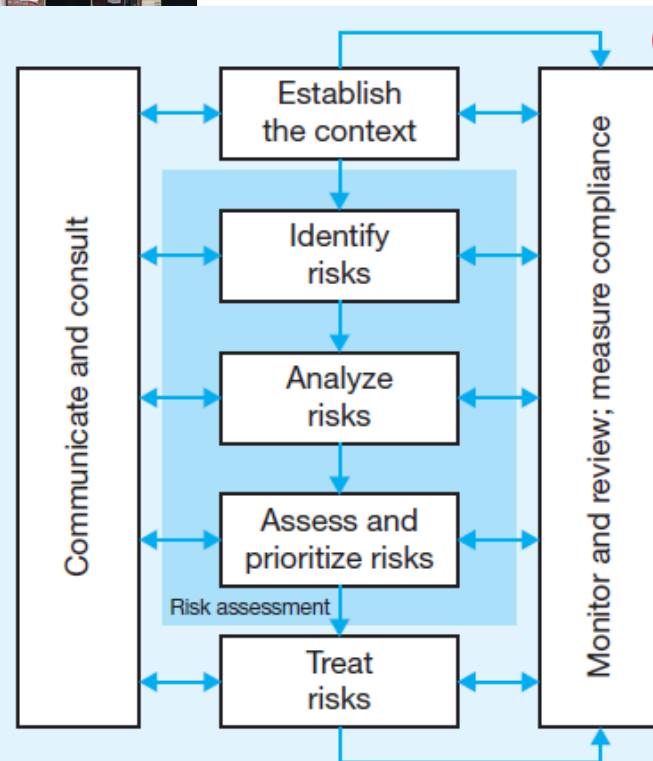 Establish
the context
Communicate and consult
Identify
risks
Analyze
risks
Assess and
prioritize risks
Risk assessment
Treat
risks
Monitor and review; measure compliance